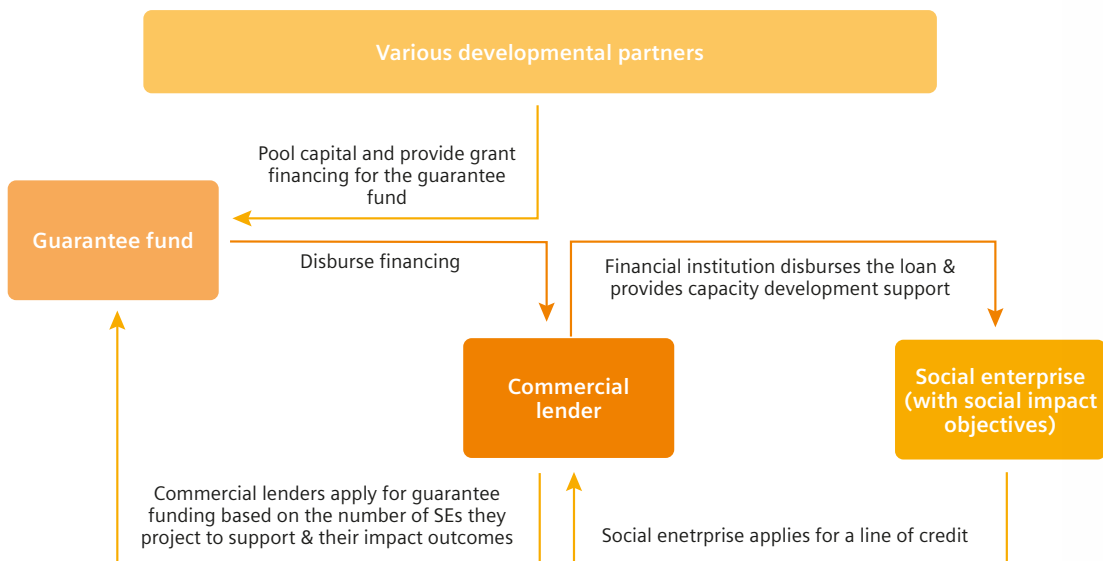 Various developmental partners
Pool capital and provide grant
financing for the guarantee
fund
Guarantee fund
Disburse financing
Financial institution disburses the loan &
provides capacity development support
Commercial
lender
Social enterprise
(with social impact
objectives)
Commercial lenders apply for guarantee
funding based on the number of SEs they
project to support & their impact outcomes
Social enetrprise applies for a line of credit